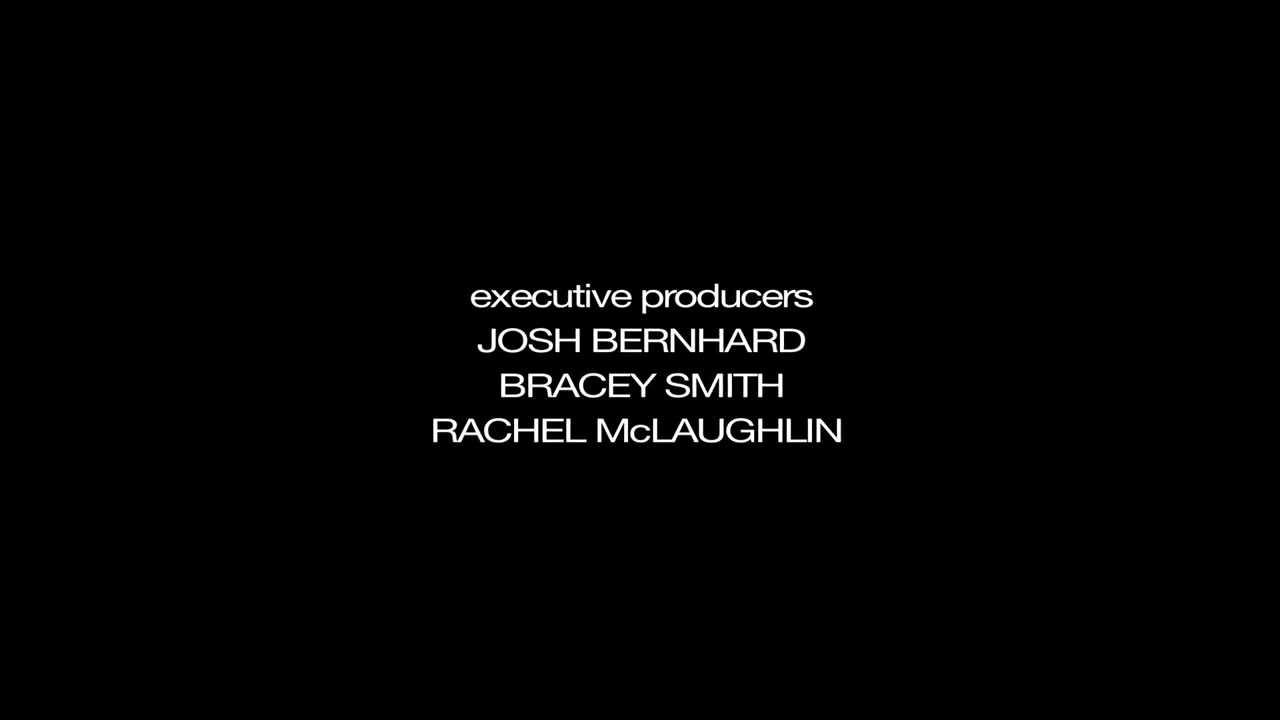 executive producers
JOSH BERNHARD
BRACEY SMITH
RACHEL McLAUGHLIN